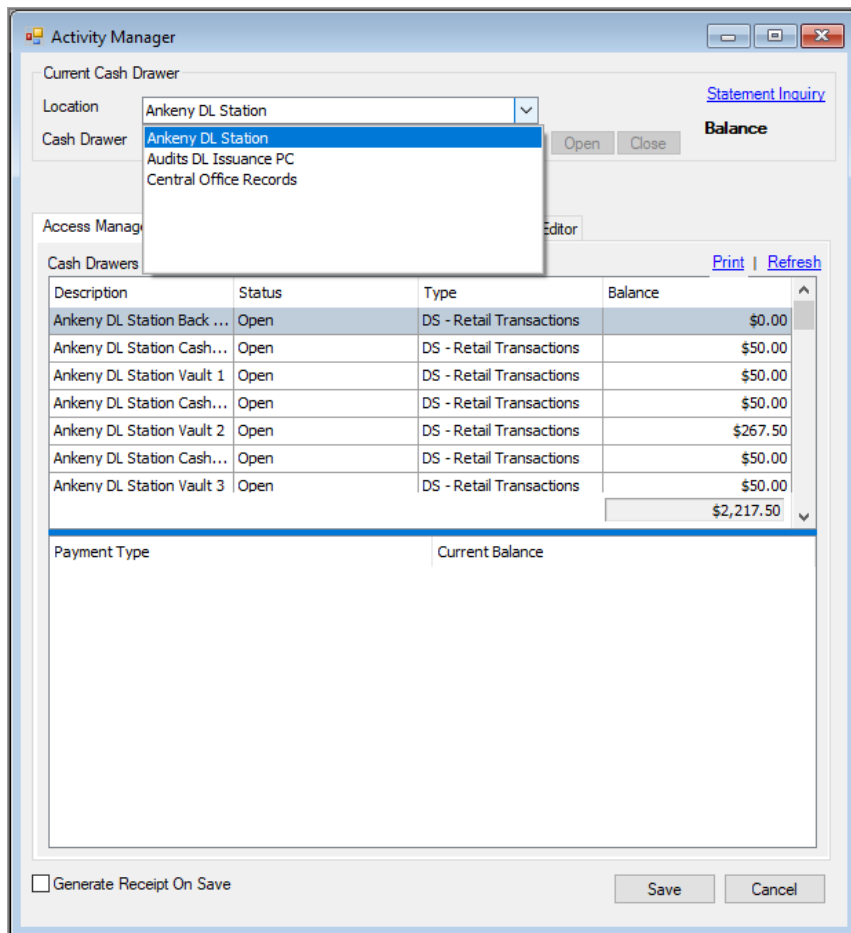 Activity Manager
Current Cash Drawer
Location Ankeny DL Station Statement Inquiry
Cash Drawer Open Close Balance
Ankeny DL Station
Audits DL Issuance PC
Central Office Records
Access Manag Editor
Cash Drawers Print | Refresh
Description Status Type Balance
Ankeny DL Station Back ... Open DS - Retail Transactions $0.00
Ankeny DL Station Cash... Open DS - Retail Transactions $50.00
Ankeny DL Station Vault 1 Open DS - Retail Transactions $50.00
Ankeny DL Station Cash... Open DS - Retail Transactions $50.00
Ankeny DL Station Vault 2 Open DS - Retail Transactions $267.50
Ankeny DL Station Cash... Open DS - Retail Transactions $50.00
Ankeny DL Station Vault 3 Open DS - Retail Transactions $50.00
$2,217.50
Payment Type Current Balance
Generate Receipt On Save Save Cancel